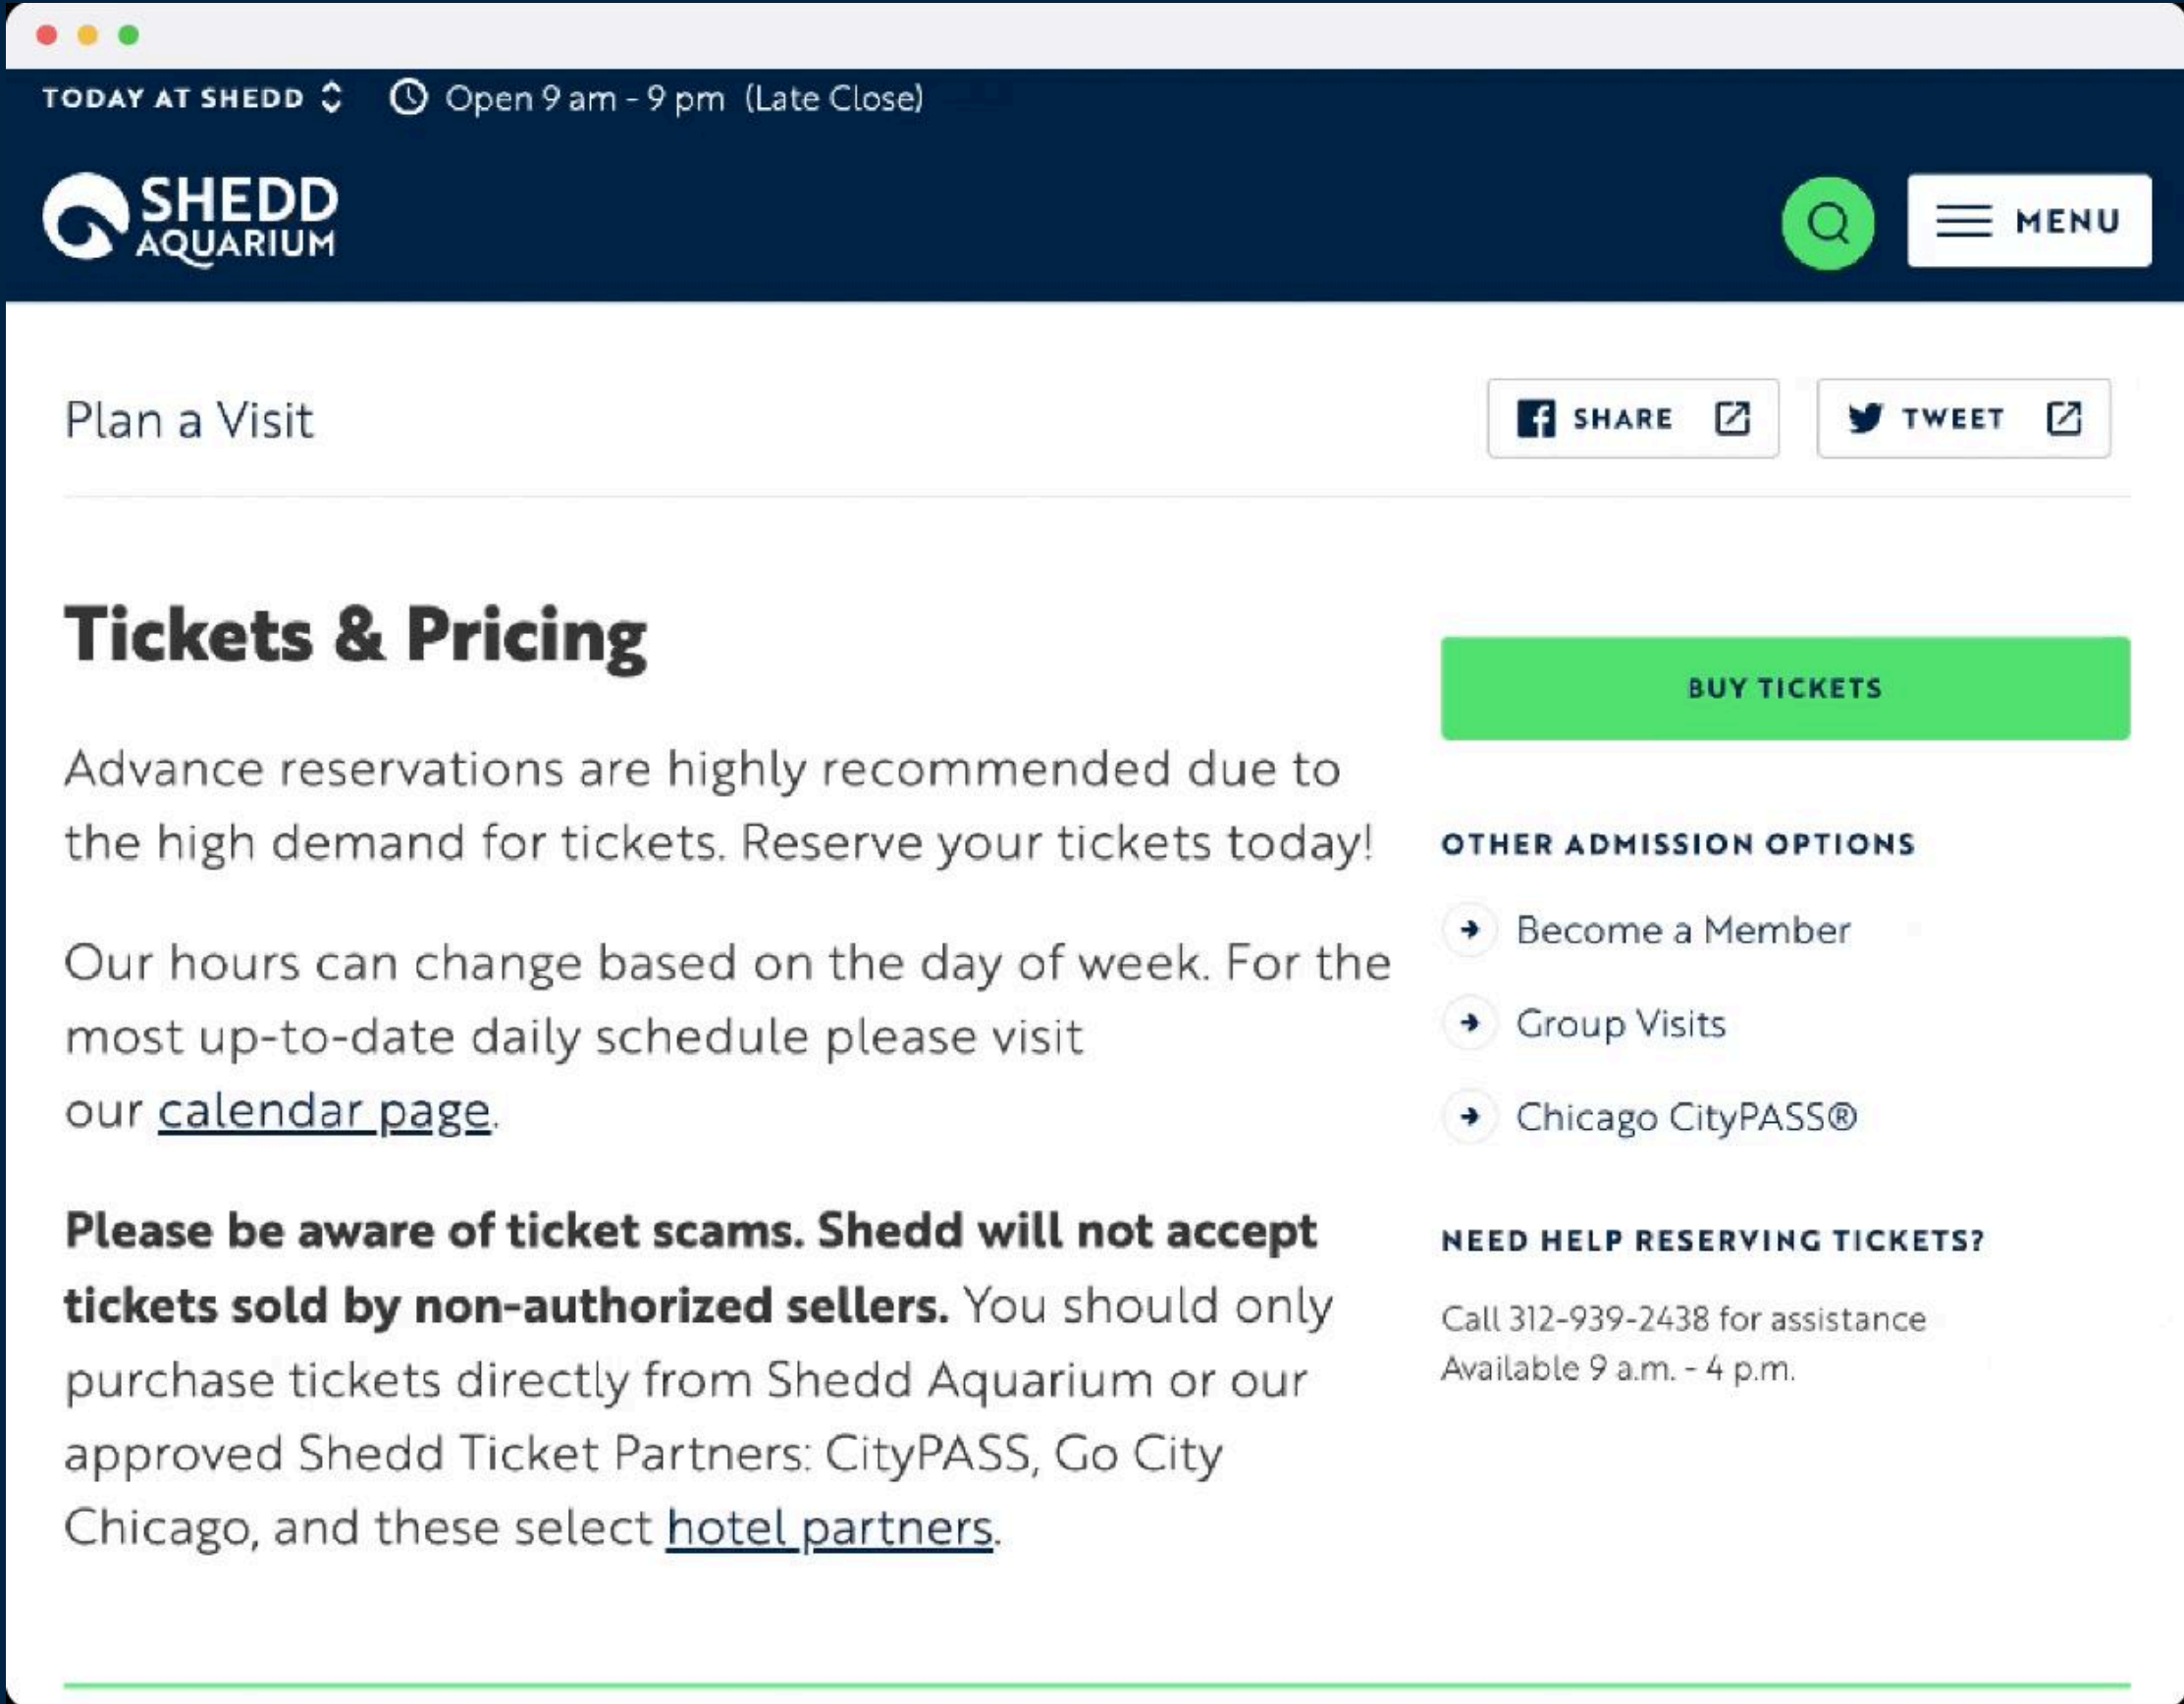 TODAY AT SHEDD Open 9 am - 9 pm (Late Close)
SHEDD
AQUARIUM
MENU
Plan a Visit
SHARE
TWEET
Tickets & Pricing
Advance reservations are highly recommended due to
the high demand for tickets. Reserve your tickets today!
Our hours can change based on the day of week. For the
most up-to-date daily schedule please visit
our calendar page.
Please be aware of ticket scams. Shedd will not accept
tickets sold by non-authorized sellers. You should only
purchase tickets directly from Shedd Aquarium or our
approved Shedd Ticket Partners: CityPASS, Go City
Chicago, and these select hotel partners.
BUY TICKETS
OTHER ADMISSION OPTIONS
Become a Member
Group Visits
Chicago CityPASS®
NEED HELP RESERVING TICKETS?
Call 312-939-2438 for assistance
Available 9 a.m. - 4 p.m.